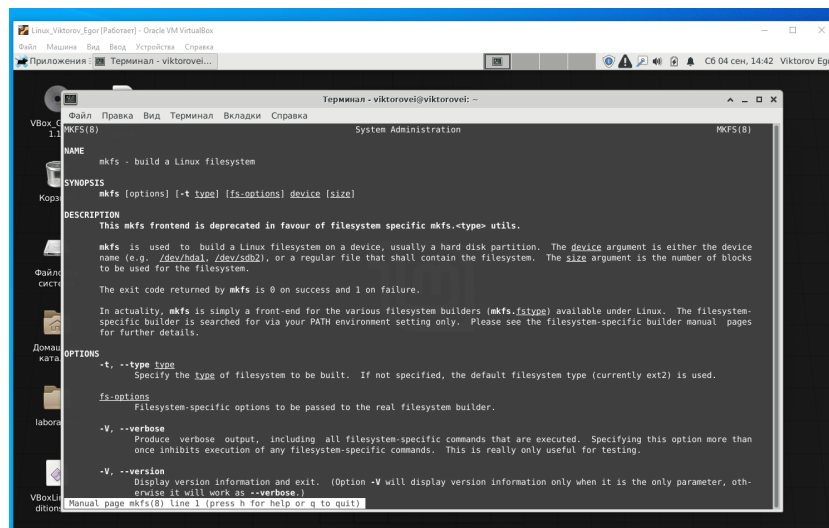 Linux_Viktorov_Egor [Работает] - Oracle VM VirtualBox
Файл Машина Вид Ввод Устройства Справка
Приложения Терминал - viktorovei... Сб 04 сен, 14:42 Viktorov
Терминал - viktorovei@viktorovei: ~
Файл Правка Вид Терминал Вкладки Справка
MKFS(8) System Administration MKFS(8)
NAME
mkfs - build a Linux filesystem
SYNOPSIS
mkfs [options] [-t type] [fs-options] device [size]
DESCRIPTION
This mkfs frontend is deprecated in favour of filesystem specific mkfs.<type> utils.
mkfs is used to build a Linux filesystem on a device, usually a hard disk partition. The device argument is either the device
name (e.g. /dev/hda1, /dev/sdb2), or a regular file that shall contain the filesystem. The size argument is the number of blocks
to be used for the filesystem.
The exit code returned by mkfs is 0 on success and 1 on failure.
In actuality, mkfs is simply a front-end for the various filesystem builders (mkfs.fstype) available under Linux. The filesystem-
specific builder is searched for via your PATH environment setting only. Please see the filesystem-specific builder manual pages
for further details.
OPTIONS
-t, --type type
Specify the type of filesystem to be built. If not specified, the default filesystem type (currently ext2) is used.
fs-options
Filesystem-specific options to be passed to the real filesystem builder.
-V, --verbose
Produce verbose output, including all filesystem-specific commands that are executed. Specifying this option more than
once inhibits execution of any filesystem-specific commands. This is really only useful for testing.
-V, --version
Display version information and exit. (Option -V will display version information only when it is the only parameter, oth-
erwise it will work as --verbose.)
Manual page mkfs(8) line 1 (press h for help or q to quit)